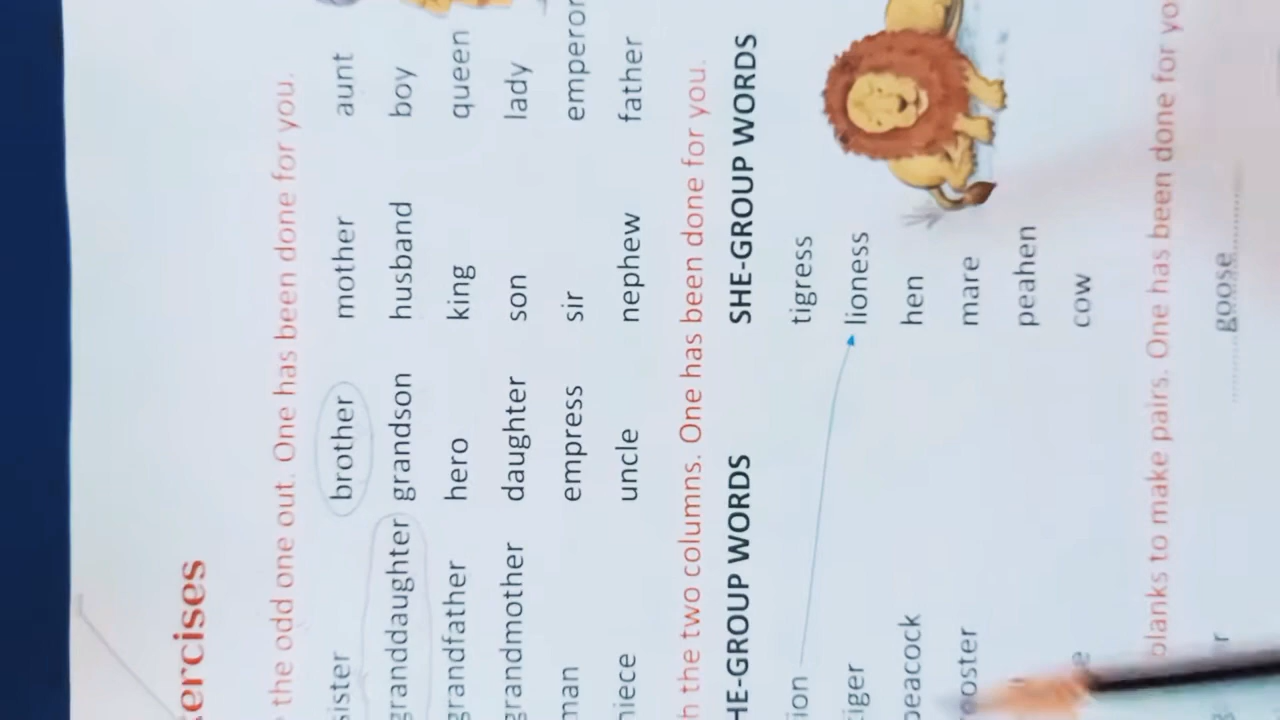 ercises
the odd one out. One has been done for you.
sister brother mother aunt
granddaughter grandson husband boy
grandfather hero king queen
grandmother daughter son lady
man empress sir emperor
niece uncle nephew father
h the two columns. One has been done for you.
HE-GROUP WORDS SHE-GROUP WORDS
ion tigress
tiger lioness
peacock hen
rooster mare
peahen
cow
blanks to make pairs. One has been done for yo
goose